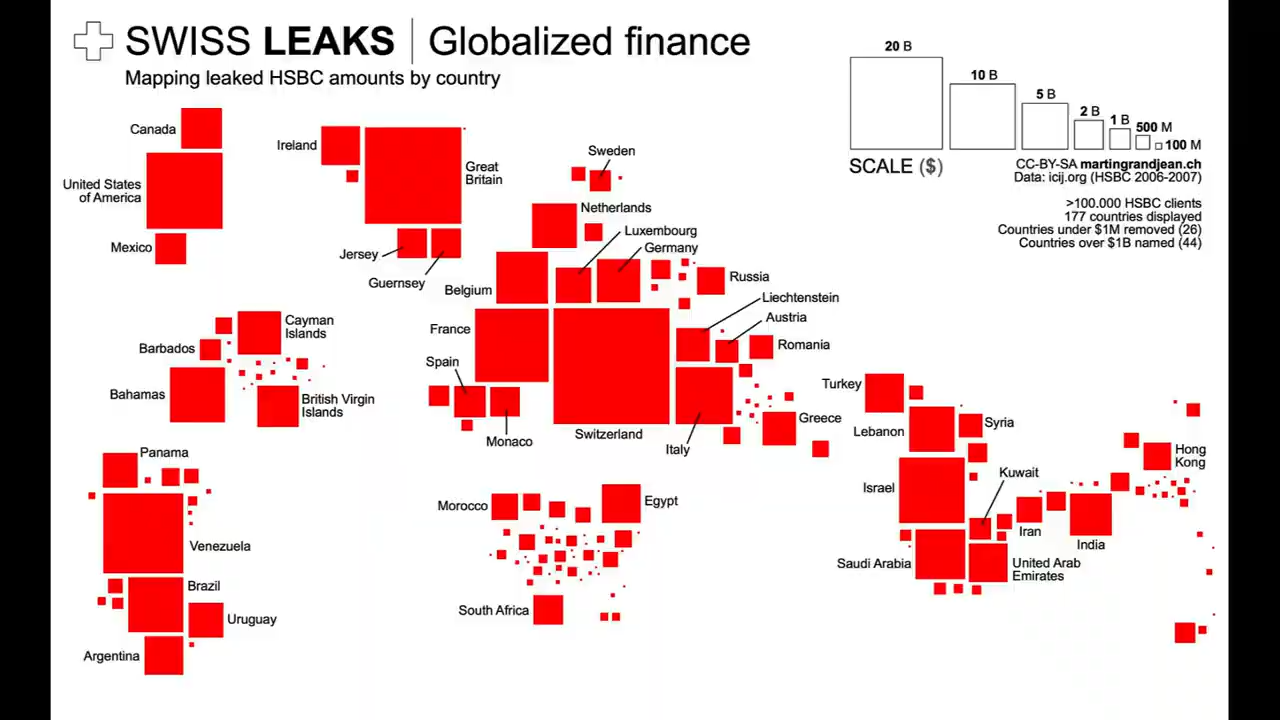 SWISS LEAKS | Globalized finance
Mapping leaked HSBC amounts by country
20 B
10 B
5 B
2 B
1 B
500 M
100 M
SCALE ($)
CC-BY-SA martingrandjean.ch
Data: icij.org (HSBC 2006-2007)
>100.000 HSBC clients
177 countries displayed
Countries under $1M removed (26)
Countries over $1B named (44)
Canada
United States
of America
Mexico
Ireland
Great
Britain
Jersey
Guernsey
Sweden
Netherlands
Luxembourg
Germany
Belgium
Russia
Liechtenstein
Austria
France
Romania
Spain
Monaco
Switzerland
Italy
Greece
Cayman
Islands
Barbados
Bahamas
British Virgin
Islands
Turkey
Lebanon
Syria
Israel
Kuwait
Hong
Kong
Iran
India
Saudi Arabia
United Arab
Emirates
Panama
Venezuela
Brazil
Uruguay
Argentina
Morocco
Egypt
South Africa